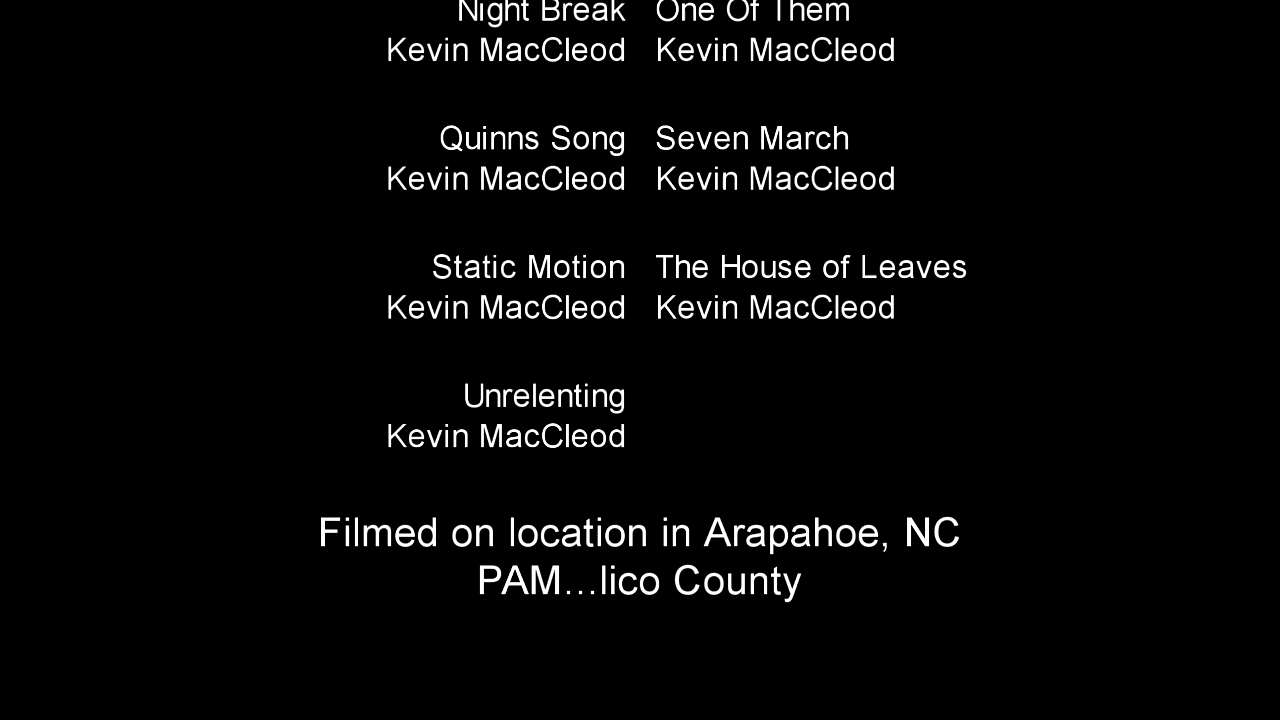 Night Break One Of Them
Kevin MacCleod Kevin MacCleod
Quinns Song Seven March
Kevin MacCleod Kevin MacCleod
Static Motion The House of Leaves
Kevin MacCleod Kevin MacCleod
Unrelenting
Kevin MacCleod
Filmed on location in Arapahoe, NC
PAM...lico County